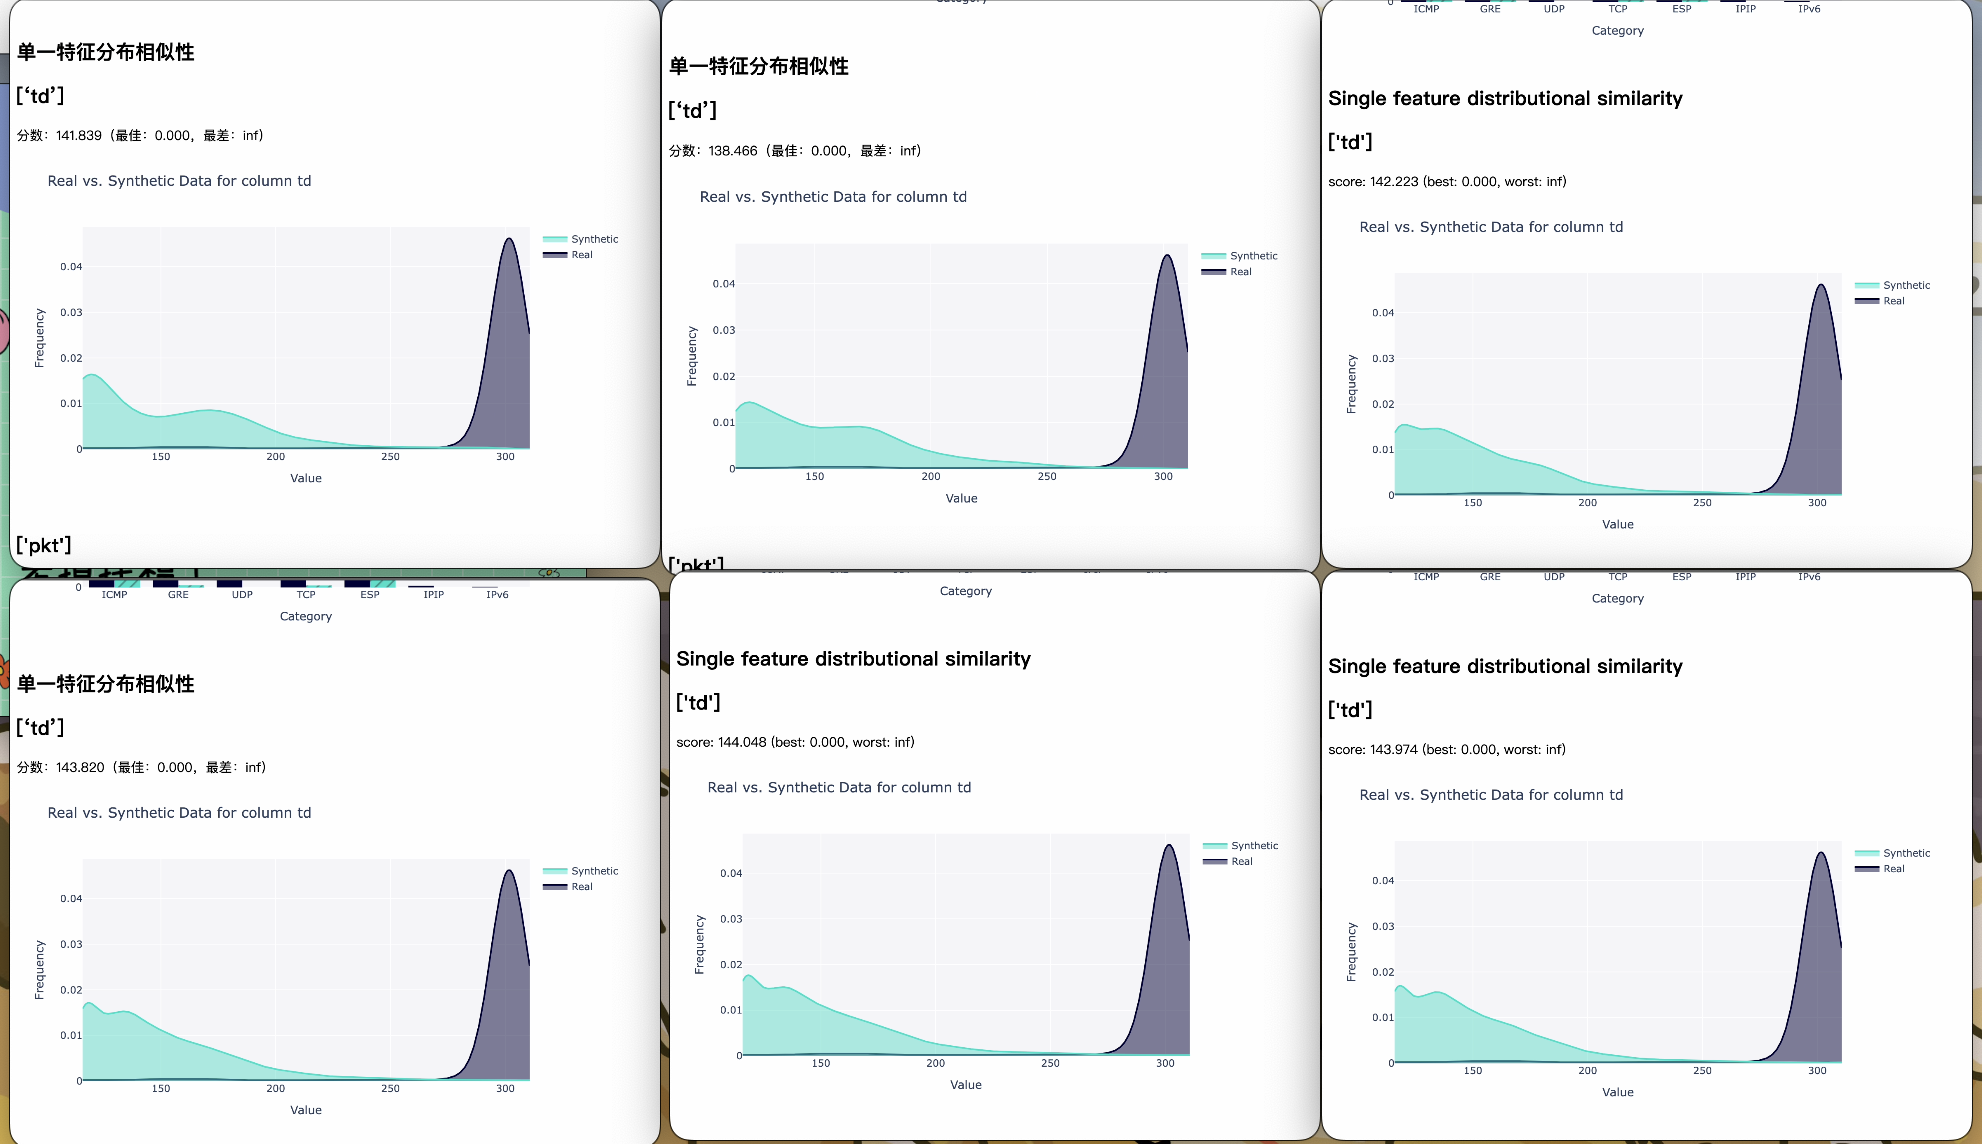 单一特征分布相似性
[‘td’]
分数：141.839（最佳：0.000，最差：inf）
Real vs. Synthetic Data for column td
Synthetic
Real
Frequency
0.04
0.03
0.02
0.01
0
150
200
250
300
Value
['pkt']
单一特征分布相似性
[‘td’]
分数：138.466（最佳：0.000，最差：inf）
Real vs. Synthetic Data for column td
Synthetic
Real
Frequency
0.04
0.03
0.02
0.01
0
150
200
250
300
Value
['pkt']
0
ICMP
GRE
UDP
TCP
ESP
IPIP
IPv6
Category
Single feature distributional similarity
['td']
score: 142.223 (best: 0.000, worst: inf)
Real vs. Synthetic Data for column td
Synthetic
Real
Frequency
0.04
0.03
0.02
0.01
0
150
200
250
300
Value
0
ICMP
GRE
UDP
TCP
ESP
IPIP
IPv6
Category
单一特征分布相似性
[‘td’]
分数：143.820（最佳：0.000，最差：inf）
Real vs. Synthetic Data for column td
Synthetic
Real
Frequency
0.04
0.03
0.02
0.01
0
150
200
250
300
Value
Category
Single feature distributional similarity
['td']
score: 144.048 (best: 0.000, worst: inf)
Real vs. Synthetic Data for column td
Synthetic
Real
Frequency
0.04
0.03
0.02
0.01
0
150
200
250
300
Value
ICMP
GRE
UDP
TCP
ESP
IPIP
IPv6
Category
Single feature distributional similarity
['td']
score: 143.974 (best: 0.000, worst: inf)
Real vs. Synthetic Data for column td
Synthetic
Real
Frequency
0.04
0.03
0.02
0.01
0
150
200
250
300
Value